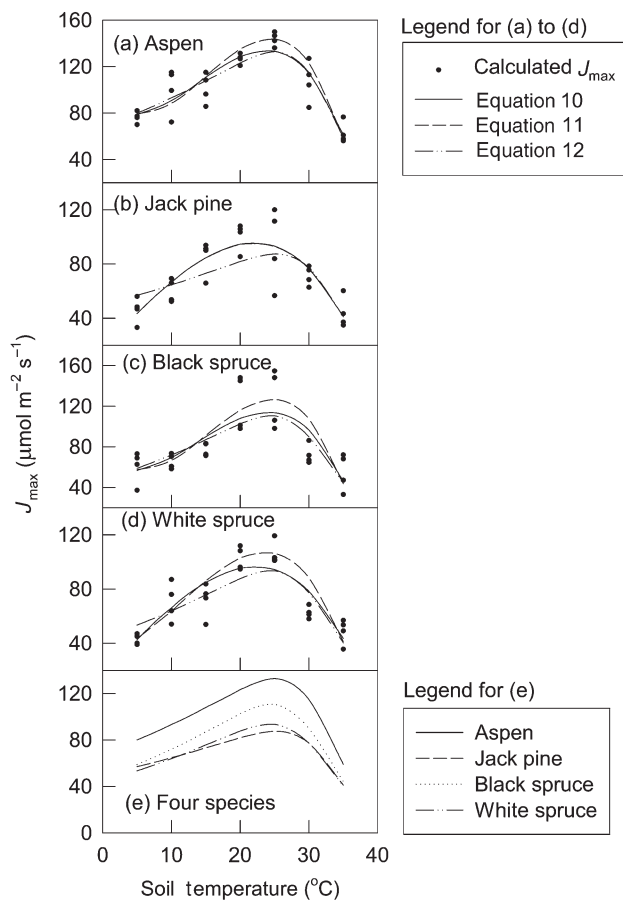 Legend for (a) to (d)
Calculated Jmax
Equation 10
Equation 11
Equation 12
160
(a) Aspen
120
80
40
(b) Jack pine
120
80
40
(c) Black spruce
160
120
80
40
(d) White spruce
120
80
40
120
80
40
0
(e) Four species
Jmax (μmol m−2 s−1)
0 10 20 30 40
Soil temperature (oC)
Legend for (e)
Aspen
Jack pine
Black spruce
White spruce